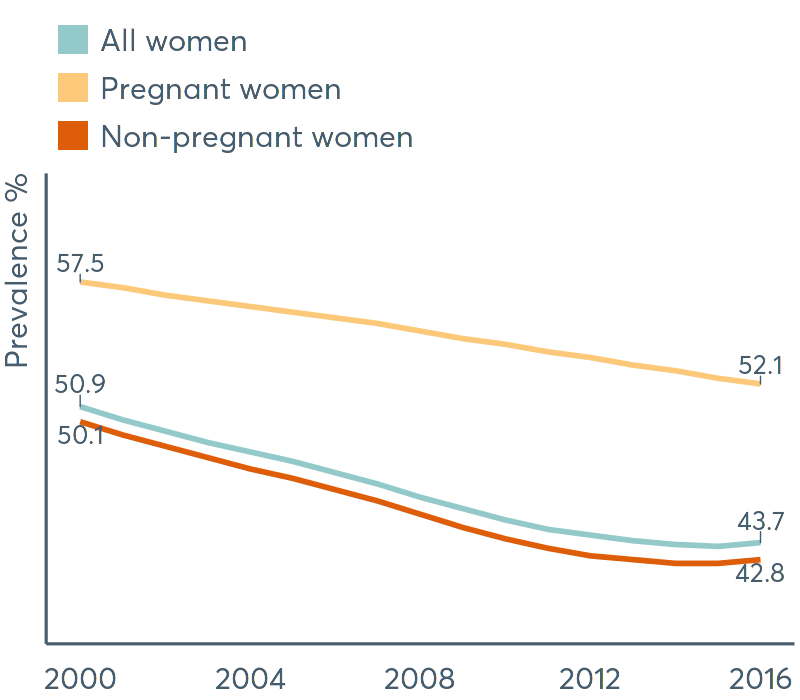 All women
Pregnant women
Non-pregnant women
Prevalence %
57.5
52.1
50.9
50.1
43.7
42.8
2000 2004 2008 2012 2016